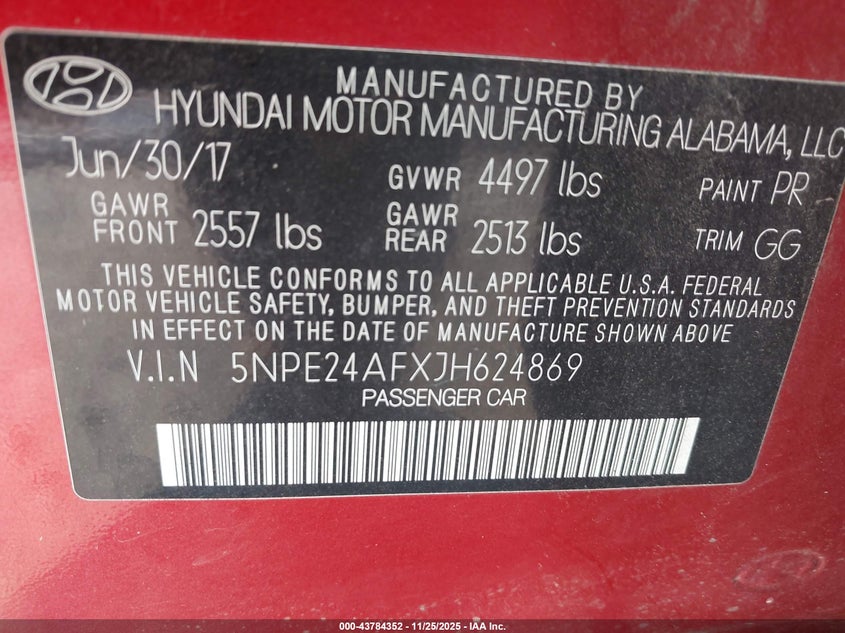 MANUFACTURED BY
HYUNDAI MOTOR MANUFACTURING ALABAMA, LLC
Jun/30/17 GVWR 4497 lbs PAINT PR
GAWR FRONT 2557 lbs GAWR REAR 2513 lbs TRIM GG
THIS VEHICLE CONFORMS TO ALL APPLICABLE U.S.A. FEDERAL
MOTOR VEHICLE SAFETY, BUMPER, AND THEFT PREVENTION STANDARDS
IN EFFECT ON THE DATE OF MANUFACTURE SHOWN ABOVE
V.I.N 5NPE24AFXJH624869
PASSENGER CAR
000-43784352 - 11/25/2025 - IAA Inc.